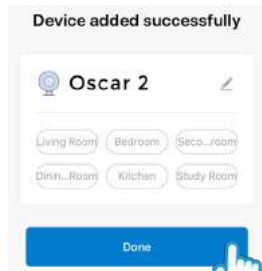 Device added successfully
Oscar 2
Living Room Bedroom Seco...room
Dinin...Room Kitchen Study Room
Done